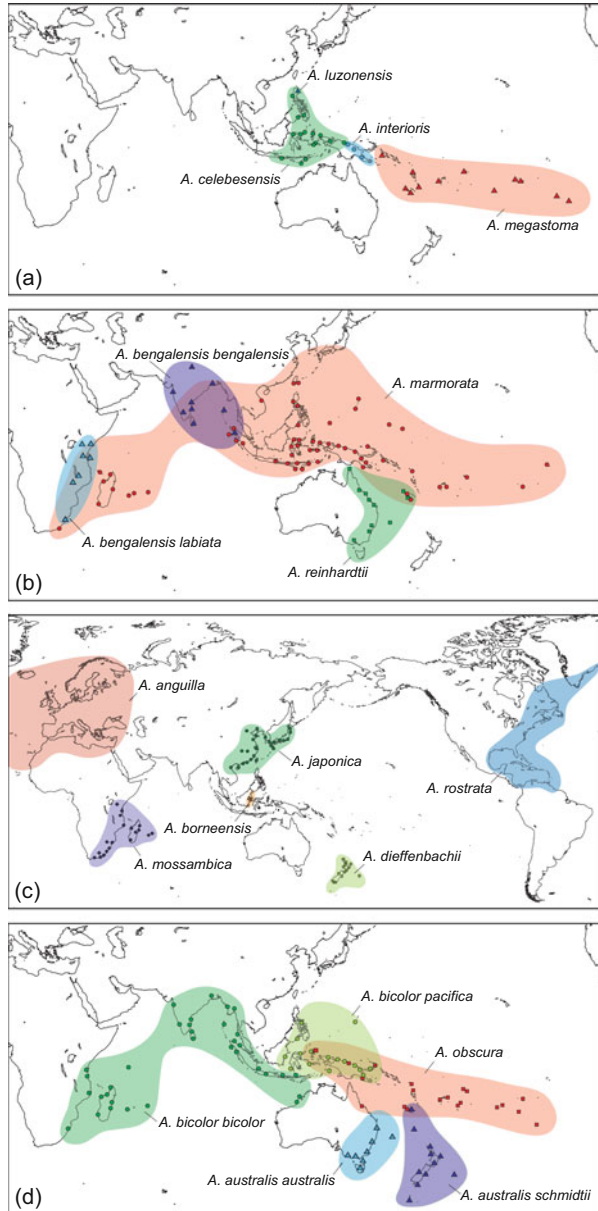 A. luzonensis
A. interioris
A. celebesensis
A. megastoma
(a)
A. bengalensis bengalensis
A. marmorata
A. bengalensis labiata
A. reinhardtii
(b)
A. anguilla
A. japonica
A. rostrata
A. borneensis
A. mossambica
A. dieffenbachii
(c)
A. bicolor pacifica
A. obscura
A. bicolor bicolor
A. australis australis
A. australis schmidtii
(d)